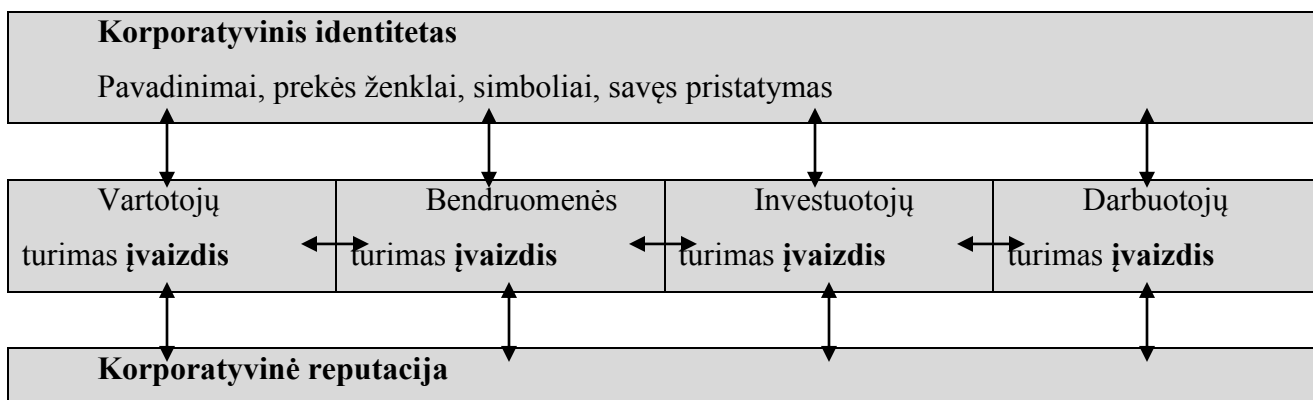 Korporatyvinis identitetas
Pavadinimai, prekės ženklai, simboliai, savęs pristatymas
Vartotojų
turimas įvaizdis
Bendruomenės
turimas įvaizdis
Investuotojų
turimas įvaizdis
Darbuotojų
turimas įvaizdis
Korporatyvinė reputacija